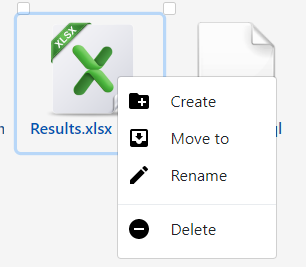 XLSX
Results.xlsx
Create
Move to
Rename
Delete